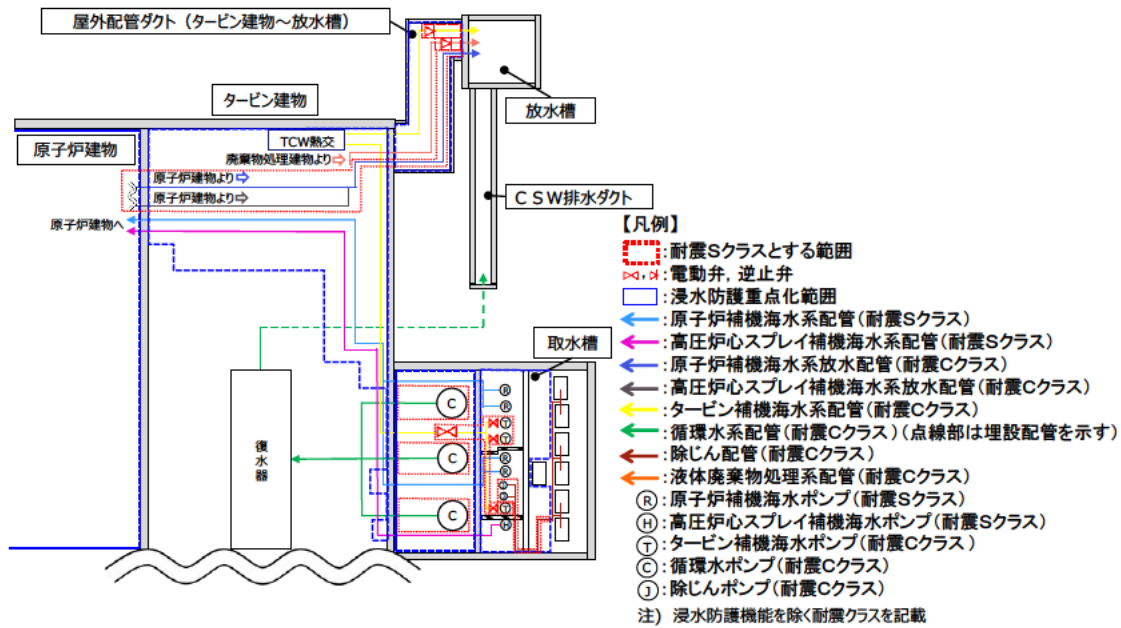 屋外配管ダクト（タービン建物～放水槽）
タービン建物
放水槽
原子炉建物
TCW熱交
廃棄物処理建物より⇨
原子炉建物より⇨
原子炉建物より⇨
ＣＳＷ排水ダクト
原子炉建物へ
取水槽
復水器
C
C
C
R
R
T
T
R
R
J
J
T
H
【凡例】
：耐震Sクラスとする範囲
，：電動弁，逆止弁
：浸水防護重点化範囲
：原子炉補機海水系配管（耐震Sクラス）
：高圧炉心スプレイ補機海水系配管（耐震Sクラス）
：原子炉補機海水系放水配管（耐震Cクラス）
：高圧炉心スプレイ補機海水系放水配管（耐震Cクラス）
：タービン補機海水系配管（耐震Cクラス）
：循環水系配管（耐震Cクラス）（点線部は埋設配管を示す）
：除じん配管（耐震Cクラス）
：液体廃棄物処理系配管（耐震Cクラス）
R：原子炉補機海水ポンプ（耐震Sクラス）
H：高圧炉心スプレイ補機海水ポンプ（耐震Sクラス）
T：タービン補機海水ポンプ（耐震Cクラス）
C：循環水ポンプ（耐震Cクラス）
J：除じんポンプ（耐震Cクラス）
注） 浸水防護機能を除く耐震クラスを記載